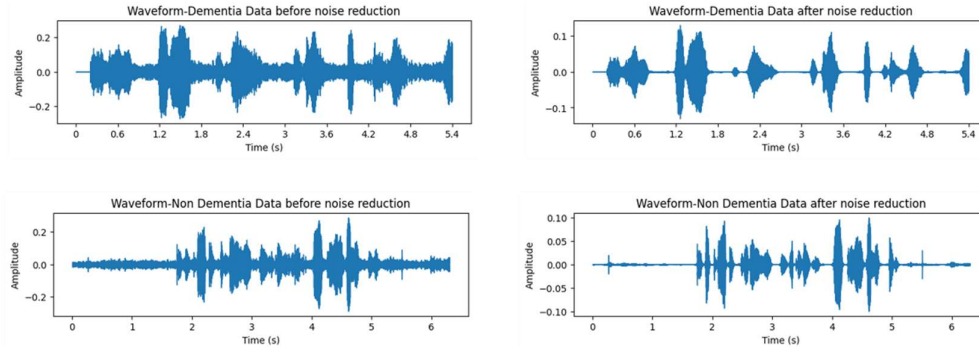 Waveform-Dementia Data before noise reduction
Amplitude
0.2
0.0
−0.2
0 0.6 1.2 1.8 2.4 3 3.6 4.2 4.8 5.4
Time (s)
Waveform-Dementia Data after noise reduction
Amplitude
0.1
0.0
−0.1
0 0.6 1.2 1.8 2.4 3 3.6 4.2 4.8 5.4
Time (s)
Waveform-Non Dementia Data before noise reduction
Amplitude
0.2
0.0
−0.2
0 1 2 3 4 5 6
Time (s)
Waveform-Non Dementia Data after noise reduction
Amplitude
0.10
0.05
0.00
−0.05
−0.10
0 1 2 3 4 5 6
Time (s)